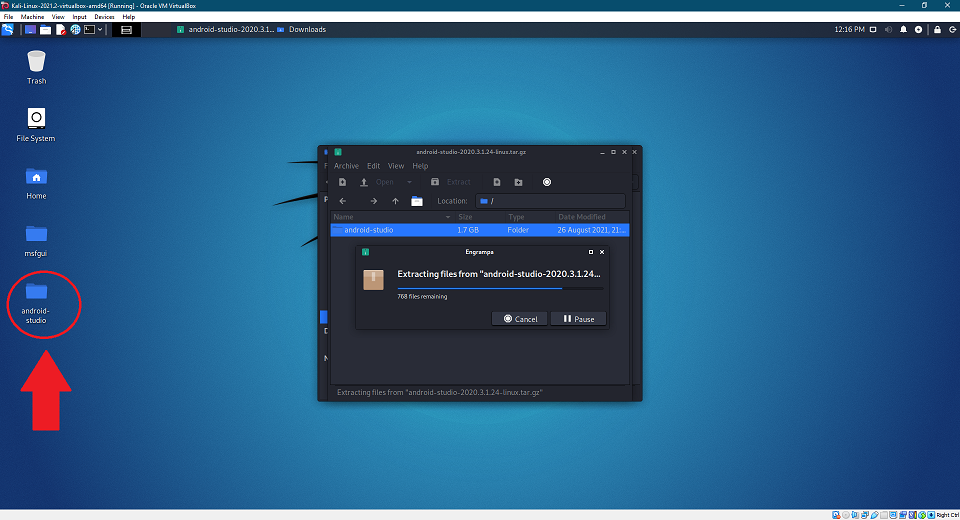 Kali-Linux-2021.2-virtualbox-amd64 [Running] - Oracle VM VirtualBox
File Machine View Input Devices Help
android-studio-2020.3.1... Downloads
12:16 PM
Trash
File System
Home
msfgui
android-
studio
android-studio-2020.3.1.24-linux.tar.gz
Archive Edit View Help
Open Extract
Location: /
Name Size Type Date Modified
android-studio 1.7 GB Folder 26 August 2021, 21:...
Engrampa
Extracting files from "android-studio-2020.3.1.24...
768 files remaining
Cancel Pause
Extracting files from "android-studio-2020.3.1.24-linux.tar.gz"
Right Ctrl